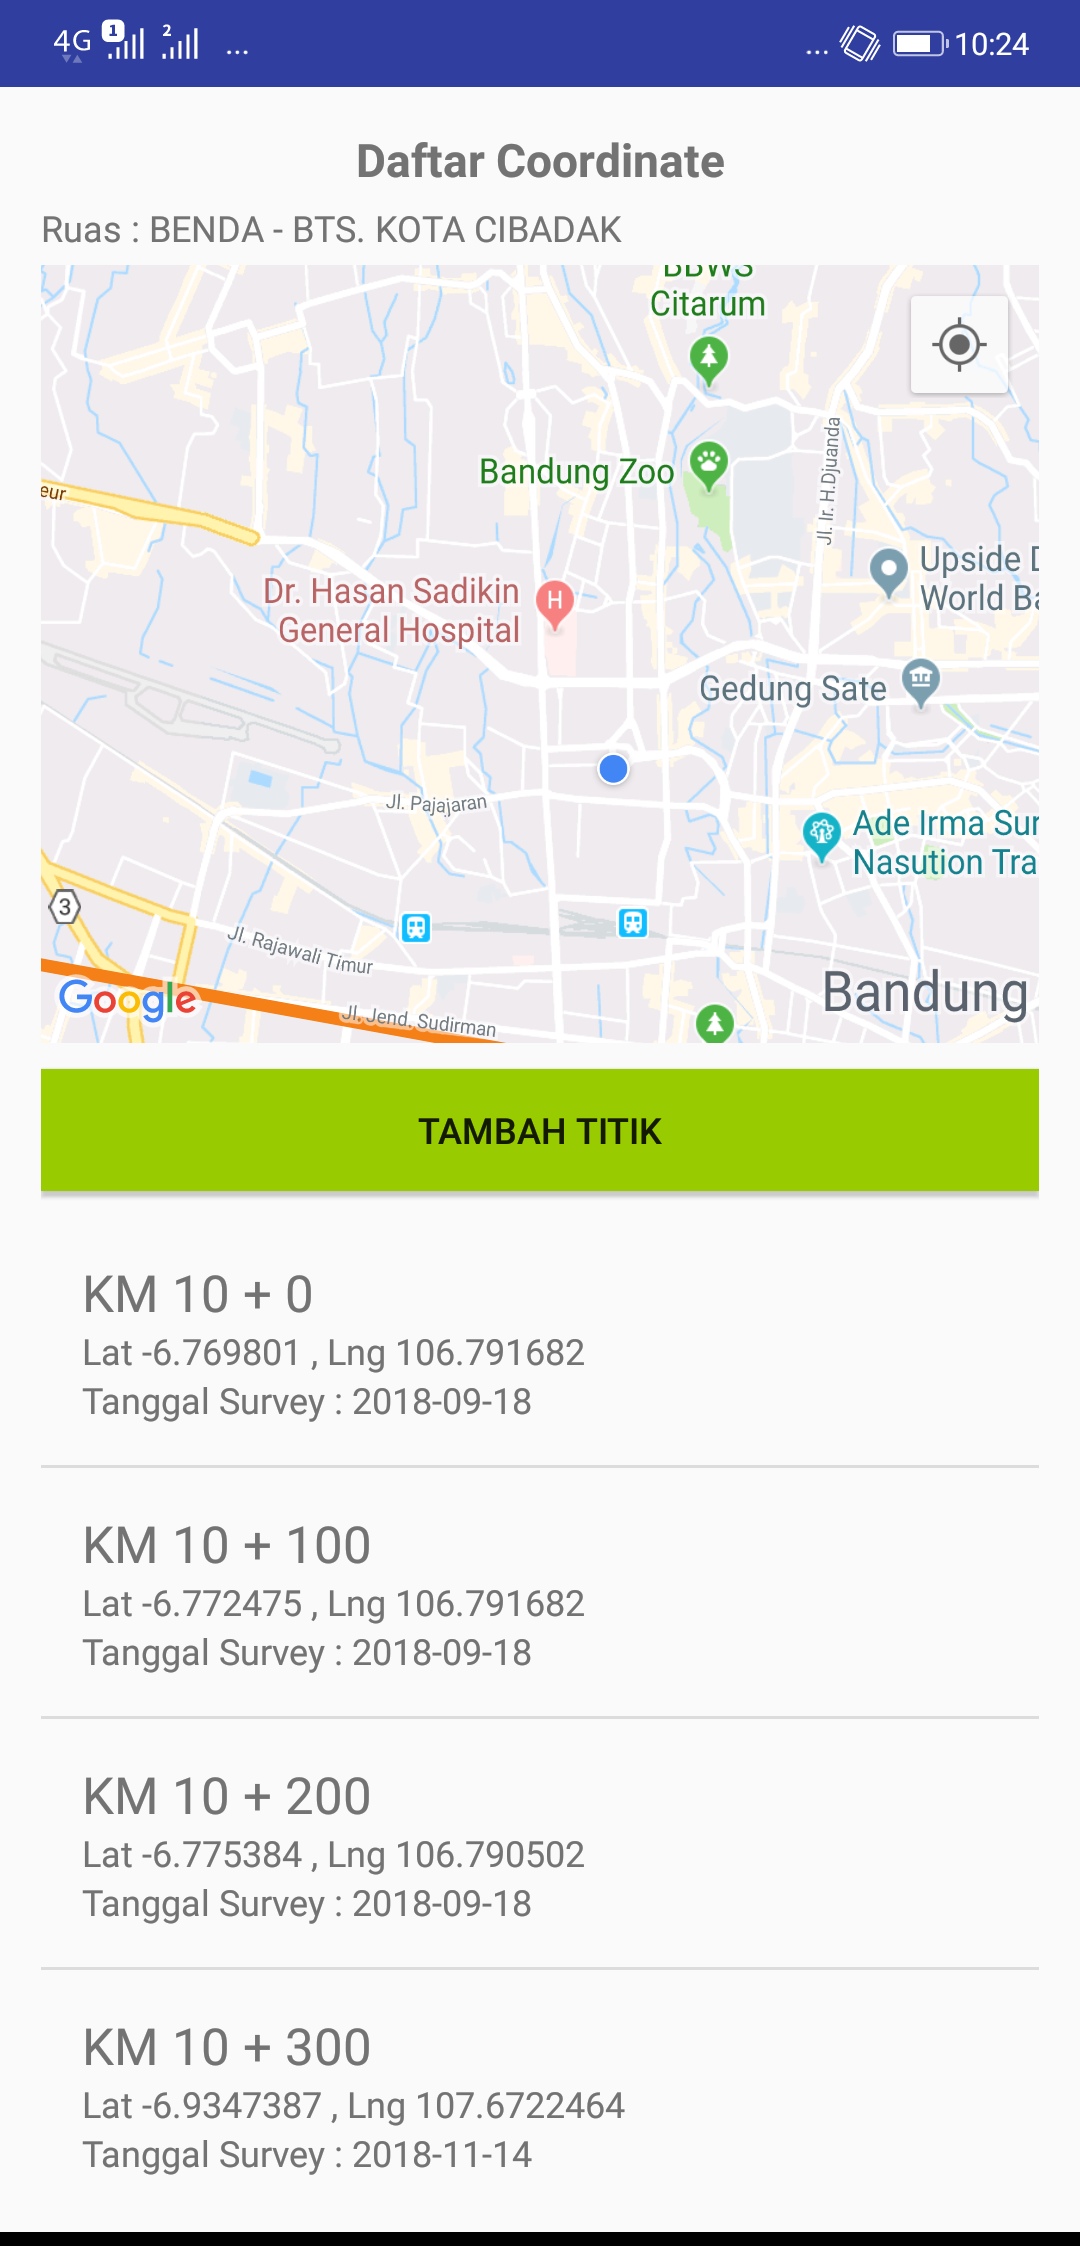 4G 1 2 ... ... 10:24
Daftar Coordinate
Ruas : BENDA - BTS. KOTA CIBADAK
BBWS
Citarum
Jl. Ir. H.Djuanda
Bandung Zoo
eur
Upside D
World Ba
Dr. Hasan Sadikin
General Hospital
H
Gedung Sate
Jl. Pajajaran
Ade Irma Sur
Nasution Tra
3
Jl. Rajawali Timur
Bandung
Google
Jl. Jend. Sudirman
TAMBAH TITIK
KM 10 + 0
Lat -6.769801 , Lng 106.791682
Tanggal Survey : 2018-09-18
KM 10 + 100
Lat -6.772475 , Lng 106.791682
Tanggal Survey : 2018-09-18
KM 10 + 200
Lat -6.775384 , Lng 106.790502
Tanggal Survey : 2018-09-18
KM 10 + 300
Lat -6.9347387 , Lng 107.6722464
Tanggal Survey : 2018-11-14